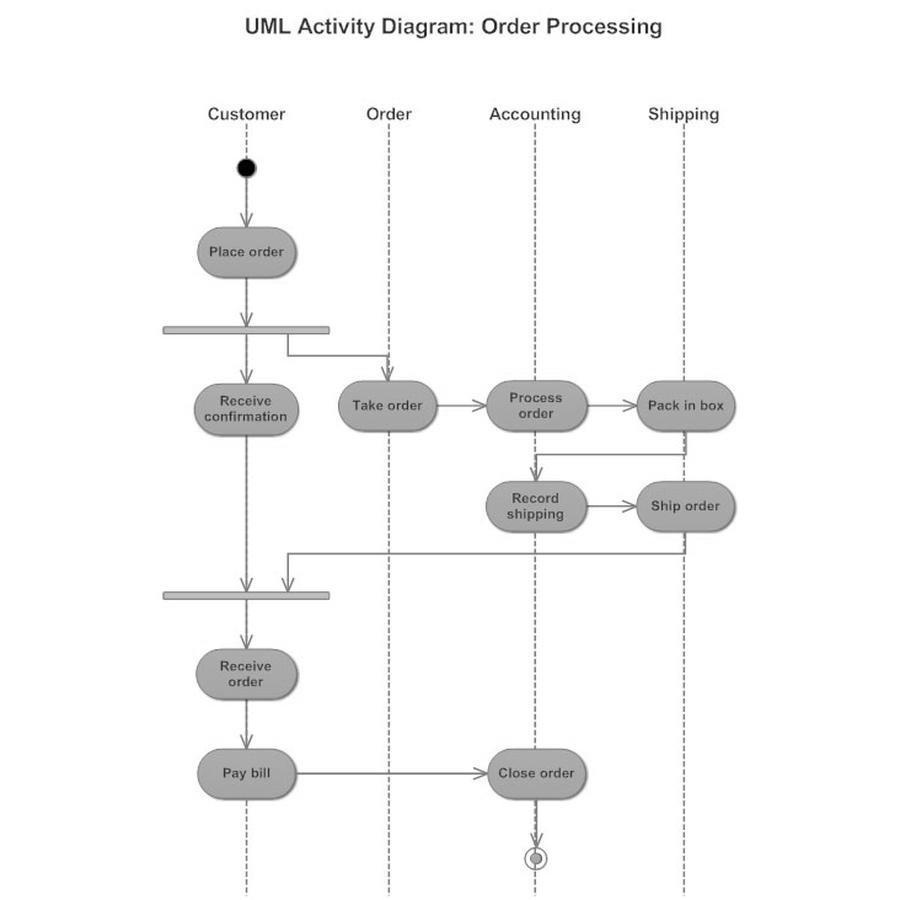 UML Activity Diagram: Order Processing
Customer
Order
Accounting
Shipping
Place order
Receive
confirmation
Take order
Process
order
Pack in box
Record
shipping
Ship order
Receive
order
Pay bill
Close order